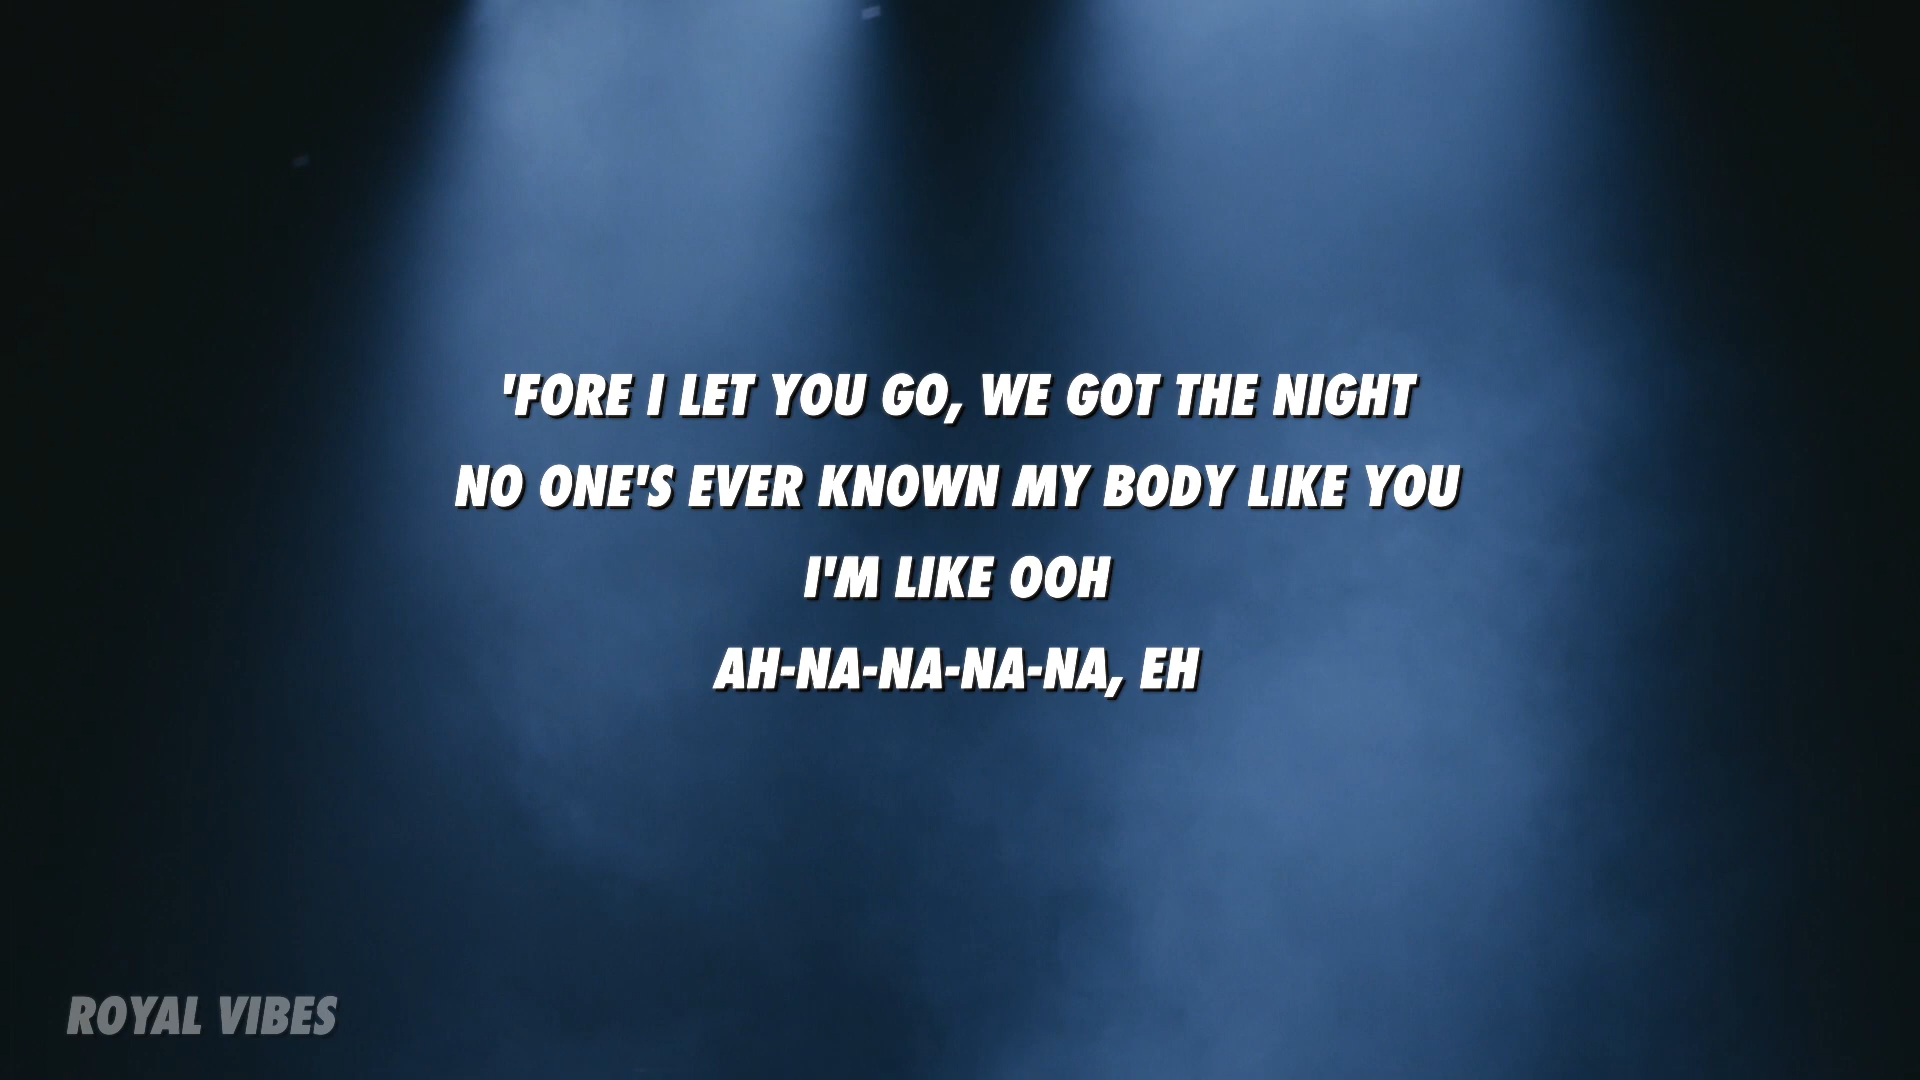 'FORE I LET YOU GO, WE GOT THE NIGHT
NO ONE'S EVER KNOWN MY BODY LIKE YOU
I'M LIKE OOH
AH-NA-NA-NA-NA, EH
ROYAL VIBES